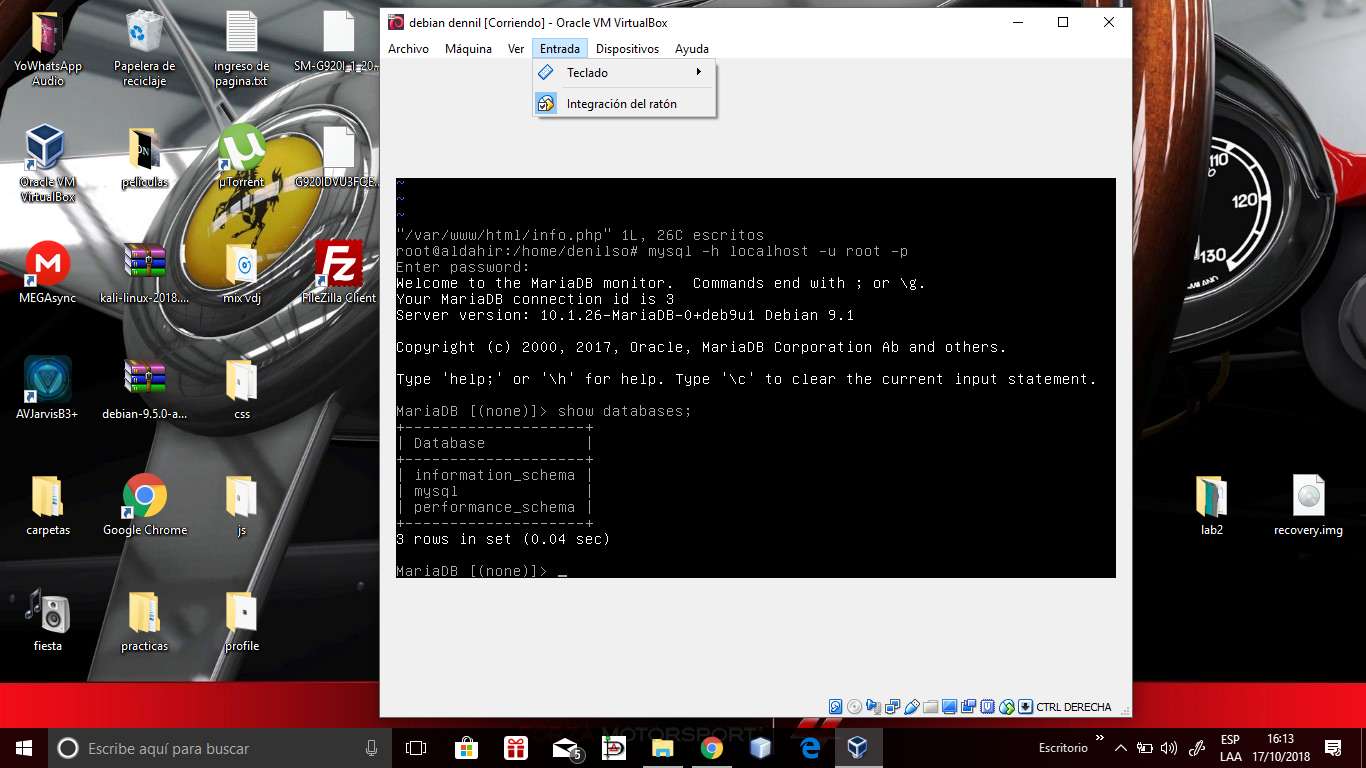 YoWhatsApp Audio
Papelera de reciclaje
ingreso de pagina.txt
SM-G920I_1_20...
Oracle VM VirtualBox
películas
µTorrent
G920IDVU3FQE...
MEGAsync
kali-linux-2018....
mix vdj
FileZilla Client
AVJarvisB3+
debian-9.5.0-a...
css
carpetas
Google Chrome
js
fiesta
practicas
profile
debian dennil [Corriendo] - Oracle VM VirtualBox
Archivo Máquina Ver Entrada Dispositivos Ayuda
Teclado
Integración del ratón
~
~
~
"/var/www/html/info.php" 1L, 26C escritos
root@aldahir:/home/denilso# mysql -h localhost -u root -p
Enter password:
Welcome to the MariaDB monitor.  Commands end with ; or \g.
Your MariaDB connection id is 3
Server version: 10.1.26-MariaDB-0+deb9u1 Debian 9.1
Copyright (c) 2000, 2017, Oracle, MariaDB Corporation Ab and others.
Type 'help;' or '\h' for help. Type '\c' to clear the current input statement.
MariaDB [(none)]> show databases;
+--------------------+
| Database           |
+--------------------+
| information_schema |
| mysql              |
| performance_schema |
+--------------------+
3 rows in set (0.04 sec)
MariaDB [(none)]> _
CTRL DERECHA
110
120
130
lab2
recovery.img
MOTORSPORT
Escribe aquí para buscar
5
Escritorio
ESP
LAA
16:13
17/10/2018